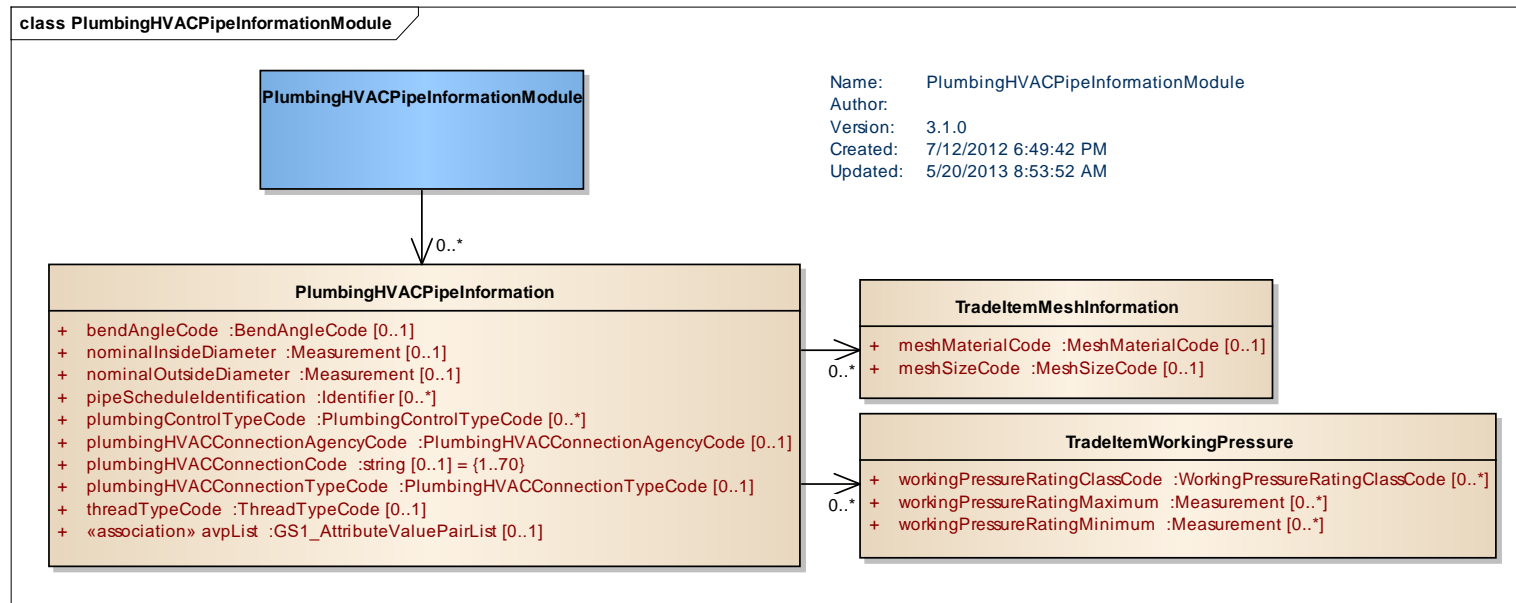 class PlumbingHVACPipeInformationModule
PlumbingHVACPipeInformationModule
Name: PlumbingHVACPipeInformationModule
Author:
Version: 3.1.0
Created: 7/12/2012 6:49:42 PM
Updated: 5/20/2013 8:53:52 AM
0..*
PlumbingHVACPipeInformation
+ bendAngleCode :BendAngleCode [0..1]
+ nominalInsideDiameter :Measurement [0..1]
+ nominalOutsideDiameter :Measurement [0..1]
+ pipeScheduleIdentification :Identifier [0..*]
+ plumbingControlTypeCode :PlumbingControlTypeCode [0..*]
+ plumbingHVACConnectionAgencyCode :PlumbingHVACConnectionAgencyCode [0..1]
+ plumbingHVACConnectionCode :string [0..1] = {1..70}
+ plumbingHVACConnectionTypeCode :PlumbingHVACConnectionTypeCode [0..1]
+ threadTypeCode :ThreadTypeCode [0..1]
+ «association» avpList :GS1_AttributeValuePairList [0..1]
0..*
TradeItemMeshInformation
+ meshMaterialCode :MeshMaterialCode [0..1]
+ meshSizeCode :MeshSizeCode [0..1]
0..*
TradeItemWorkingPressure
+ workingPressureRatingClassCode :WorkingPressureRatingClassCode [0..*]
+ workingPressureRatingMaximum :Measurement [0..*]
+ workingPressureRatingMinimum :Measurement [0..*]